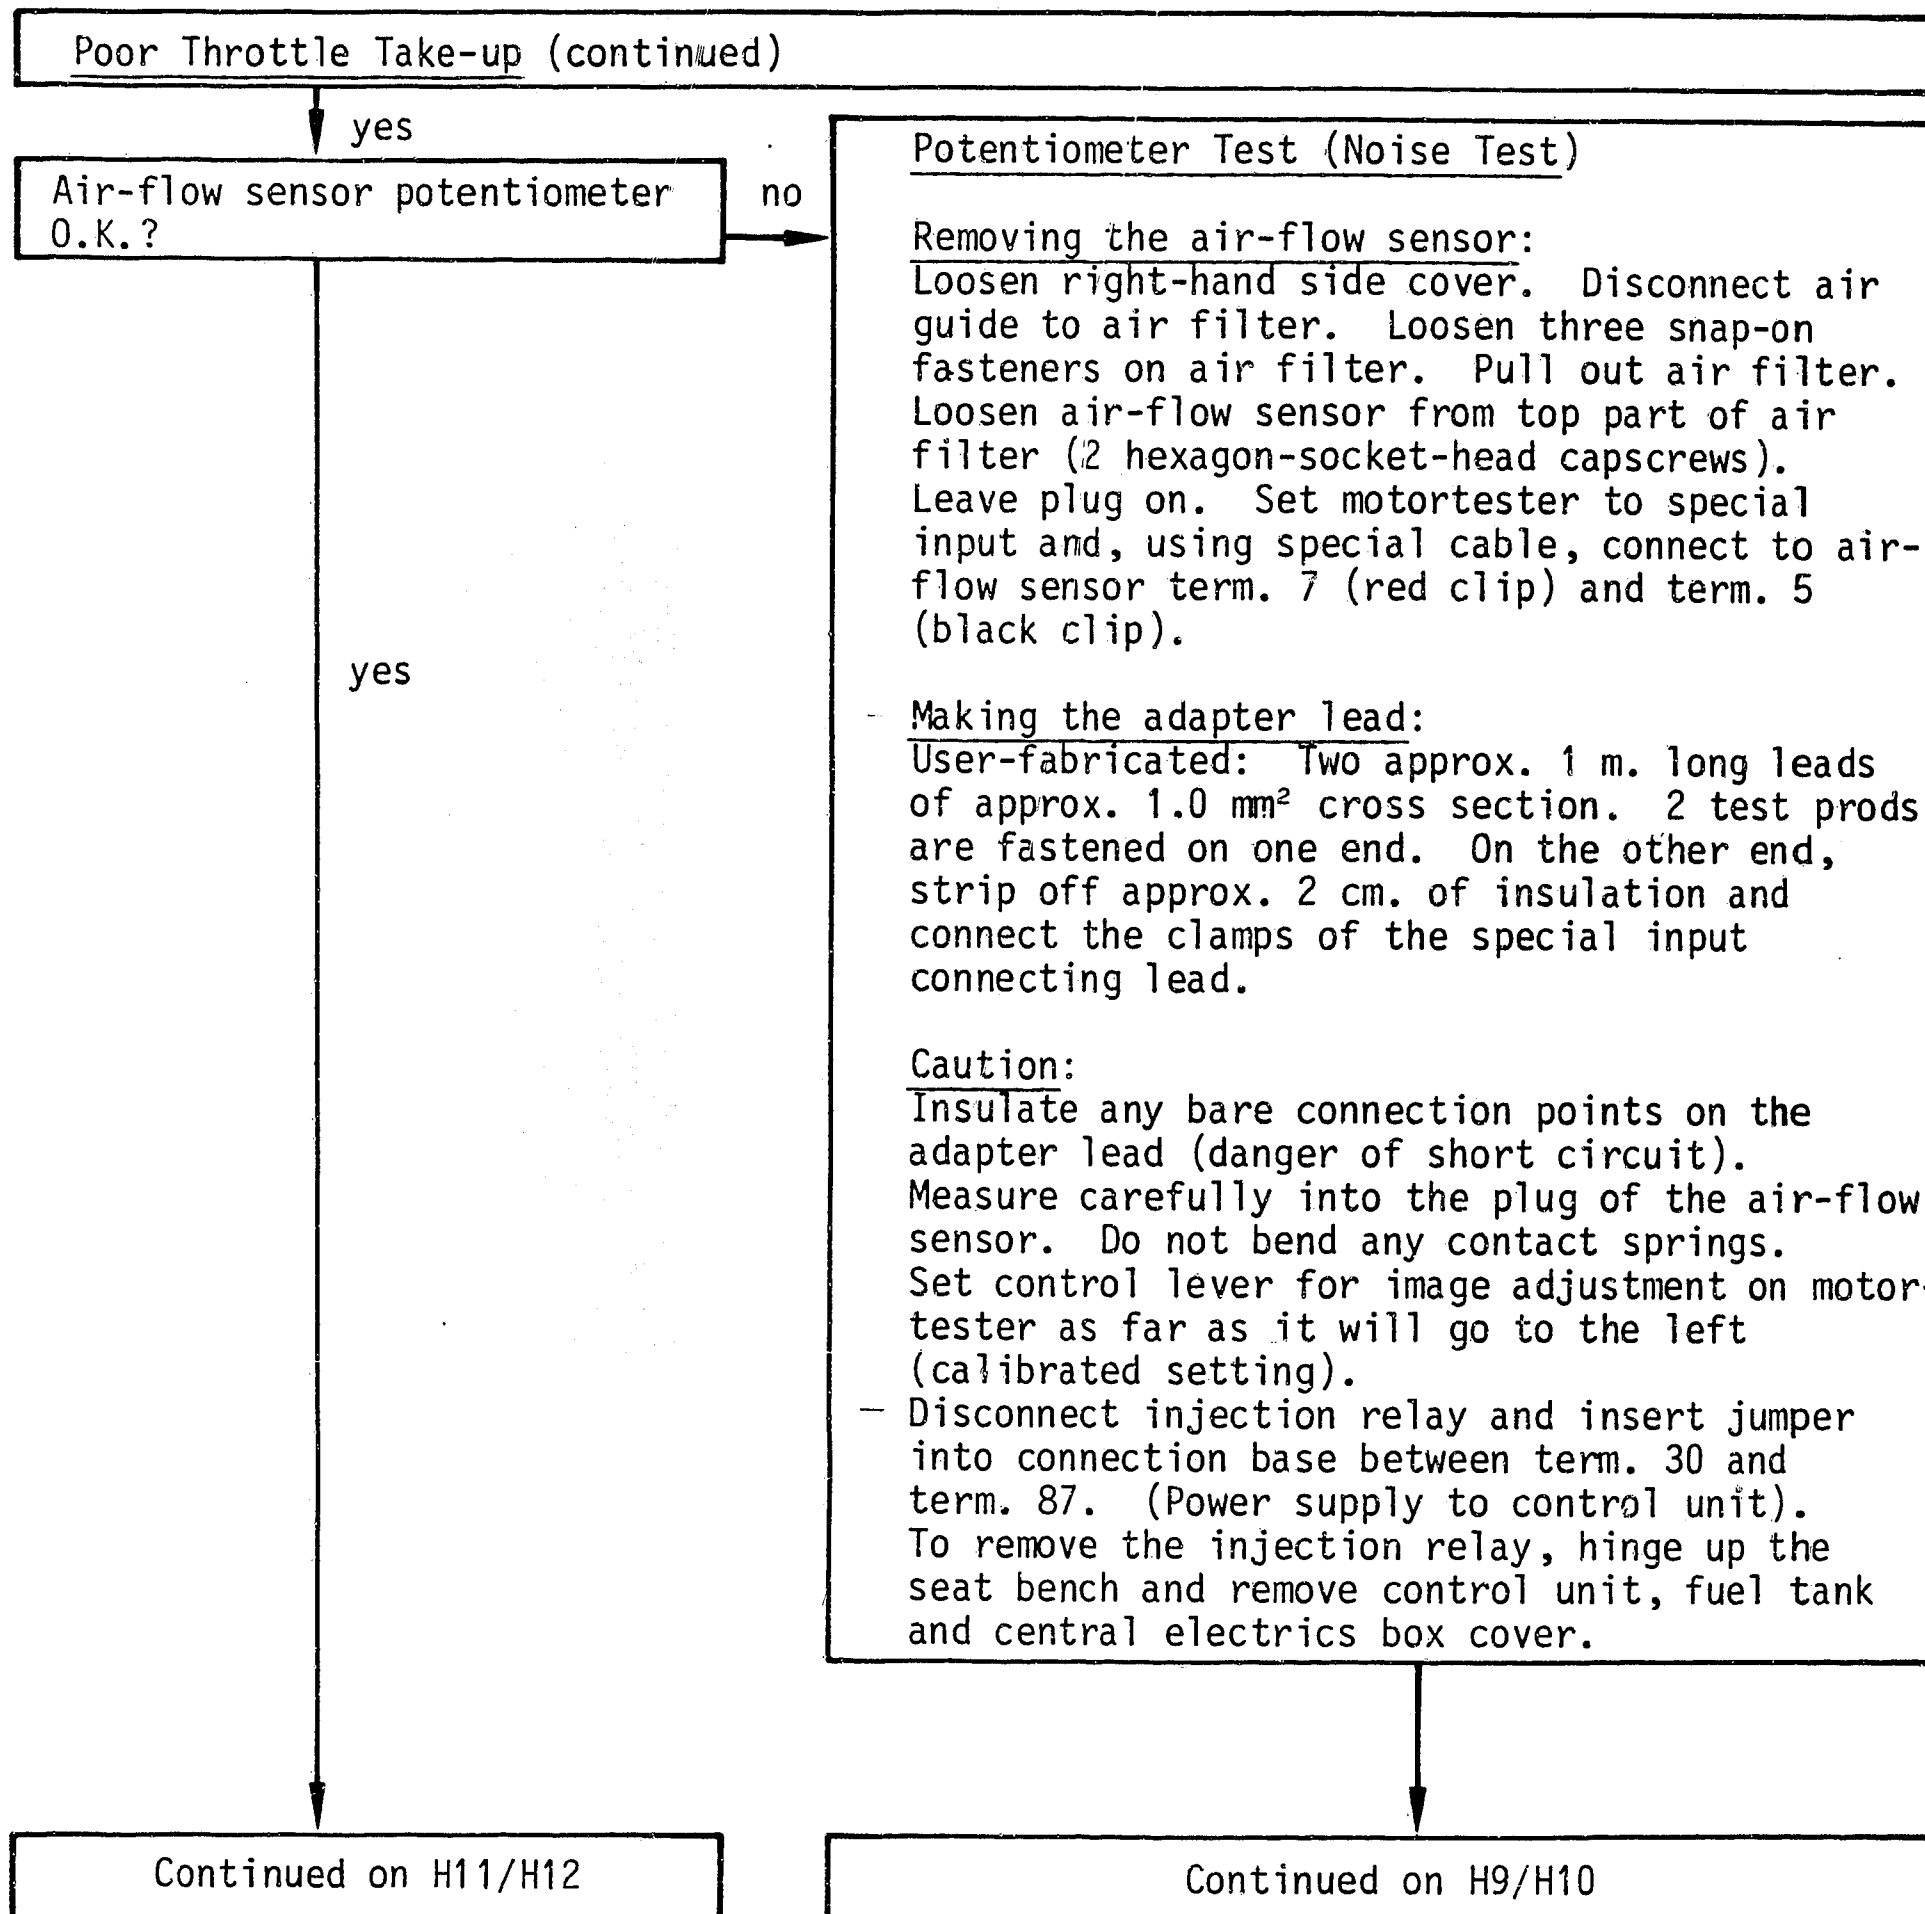 Poor Throttle Take-up (continued)
yes
Air-flow sensor potentiometer
O.K.?
no
yes
Potentiometer Test (Noise Test)
Removing the air-flow sensor:
Loosen right-hand side cover. Disconnect air
guide to air filter. Loosen three snap-on
fasteners on air filter. Pull out air filter.
Loosen air-flow sensor from top part of air
filter (2 hexagon-socket-head capscrews).
Leave plug on. Set motortester to special
input and, using special cable, connect to air-
flow sensor term. 7 (red clip) and term. 5
(black clip).
- Making the adapter lead:
User-fabricated: Two approx. 1 m. long leads
of approx. 1.0 mm² cross section. 2 test prods
are fastened on one end. On the other end,
strip off approx. 2 cm. of insulation and
connect the clamps of the special input
connecting lead.
Caution:
Insulate any bare connection points on the
adapter lead (danger of short circuit).
Measure carefully into the plug of the air-flow
sensor. Do not bend any contact springs.
Set control lever for image adjustment on motor-
tester as far as it will go to the left
(calibrated setting).
— Disconnect injection relay and insert jumper
into connection base between term. 30 and
term. 87. (Power supply to control unit).
To remove the injection relay, hinge up the
seat bench and remove control unit, fuel tank
and central electrics box cover.
Continued on H11/H12
Continued on H9/H10